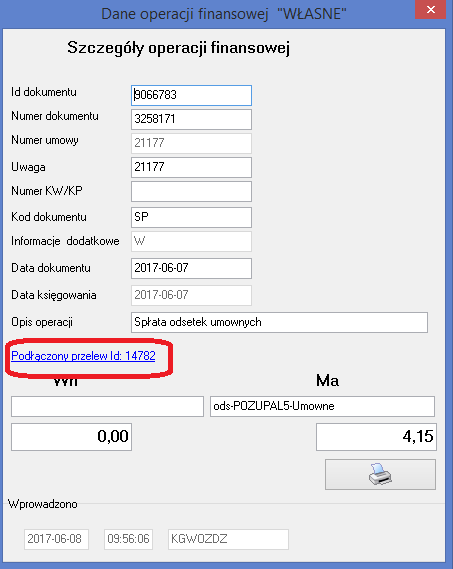 Dane operacji finansowej "WŁASNE"
Szczegóły operacji finansowej
Id dokumentu 9066783
Numer dokumentu 3258171
Numer umowy 21177
Uwaga 21177
Numer KW/KP
Kod dokumentu SP
Informacje dodatkowe W
Data dokumentu 2017-06-07
Data księgowania 2017-06-07
Opis operacji Spłata odsetek umownych
Podłączony przelew Id: 14782
Wn Ma
ods-POZUPAL5-Umowne
0,00 4,15
Wprowadzono
2017-06-08 09:56:06 KGWOZDZ